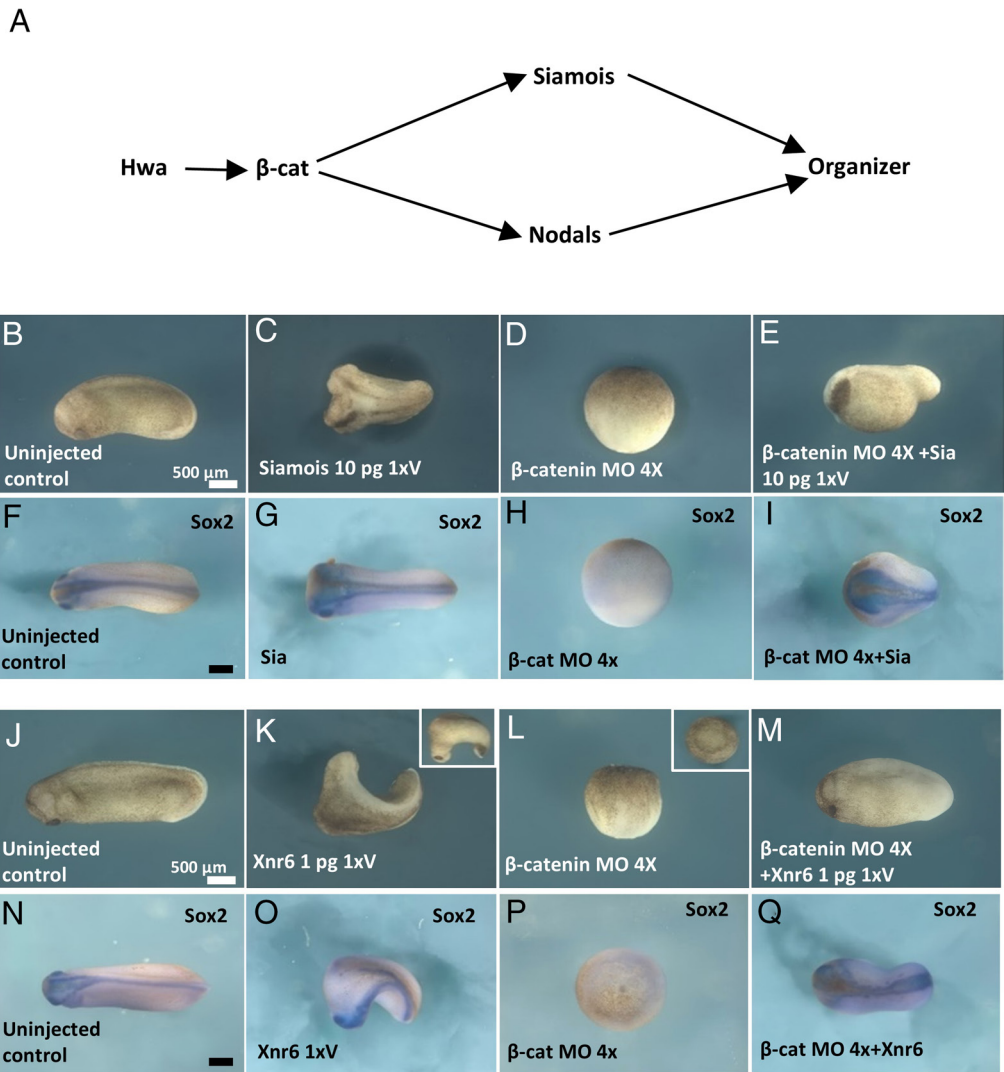 A
Siamois
Hwa
β-cat
Organizer
Nodals
B
Uninjected
control
500 μm
C
Siamois 10 pg 1xV
D
β-catenin MO 4X
E
β-catenin MO 4X +Sia
10 pg 1xV
F
Sox2
Uninjected
control
G
Sox2
Sia
H
Sox2
β-cat MO 4x
I
Sox2
β-cat MO 4x+Sia
J
Uninjected
control
500 μm
K
Xnr6 1 pg 1xV
L
β-catenin MO 4X
M
β-catenin MO 4X
+Xnr6 1 pg 1xV
N
Sox2
Uninjected
control
O
Sox2
Xnr6 1xV
P
Sox2
β-cat MO 4x
Q
Sox2
β-cat MO 4x+Xnr6